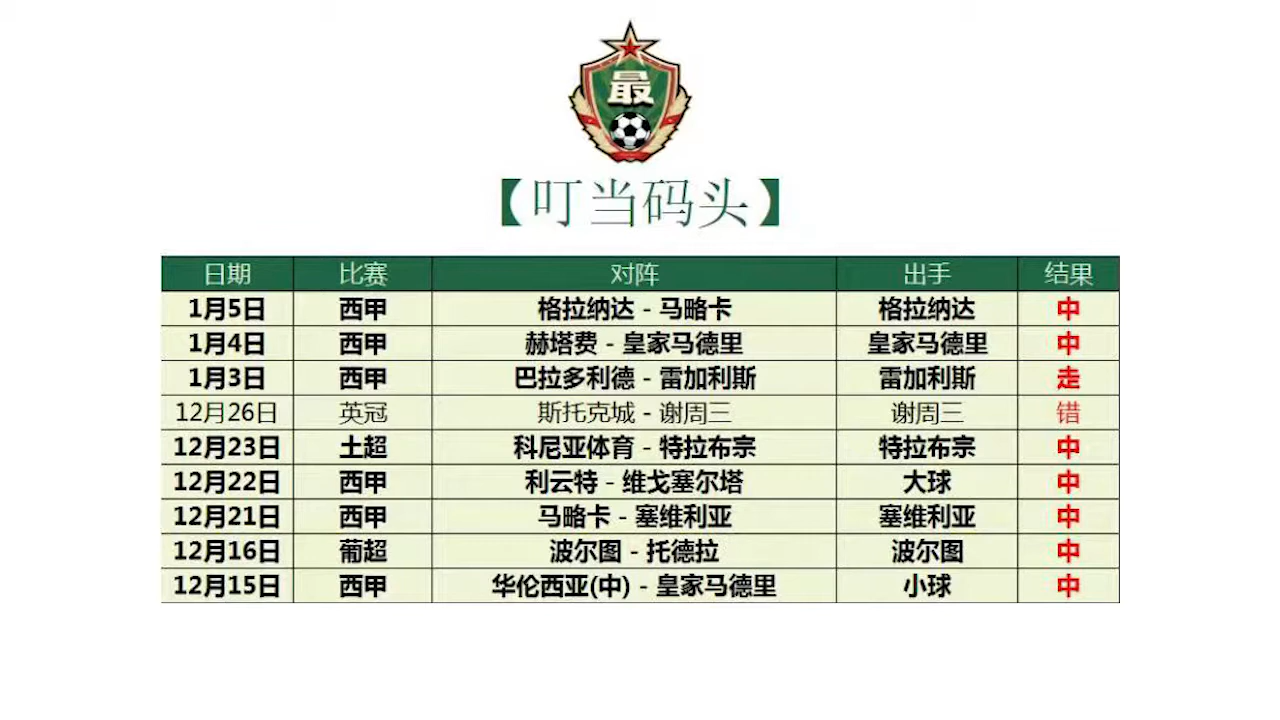 最
【叮当码头】
日期 比赛 对阵 出手 结果
1月5日 西甲 格拉纳达 - 马略卡 格拉纳达 中
1月4日 西甲 赫塔费 - 皇家马德里 皇家马德里 中
1月3日 西甲 巴拉多利德 - 雷加利斯 雷加利斯 走
12月26日 英冠 斯托克城 - 谢周三 谢周三 错
12月23日 土超 科尼亚体育 - 特拉布宗 特拉布宗 中
12月22日 西甲 利云特 - 维戈塞尔塔 大球 中
12月21日 西甲 马略卡 - 塞维利亚 塞维利亚 中
12月16日 葡超 波尔图 - 托德拉 波尔图 中
12月15日 西甲 华伦西亚(中) - 皇家马德里 小球 中